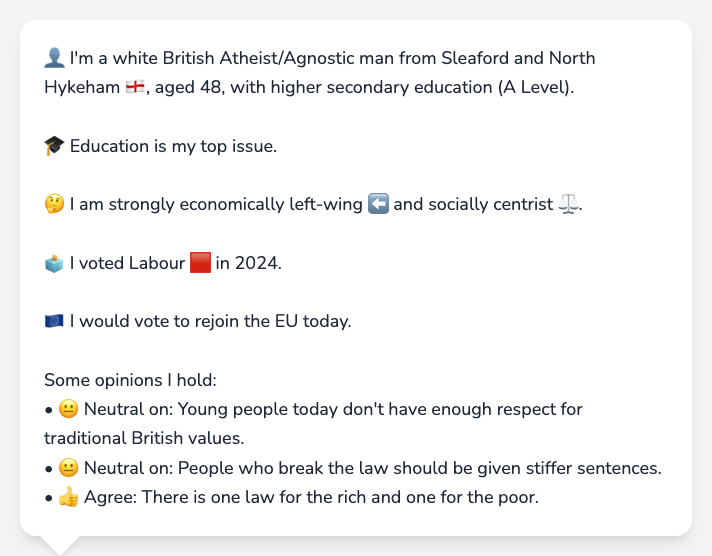 👤 I'm a white British Atheist/Agnostic man from Sleaford and North
Hykeham 🏴󠁧󠁢󠁥󠁮󠁧󠁿, aged 48, with higher secondary education (A Level).
🎓 Education is my top issue.
🤔 I am strongly economically left-wing ⬅️ and socially centrist ⚖️.
🗳️ I voted Labour 🟥 in 2024.
🇪🇺 I would vote to rejoin the EU today.
Some opinions I hold:
• 😐 Neutral on: Young people today don't have enough respect for
traditional British values.
• 😐 Neutral on: People who break the law should be given stiffer sentences.
• 👍 Agree: There is one law for the rich and one for the poor.